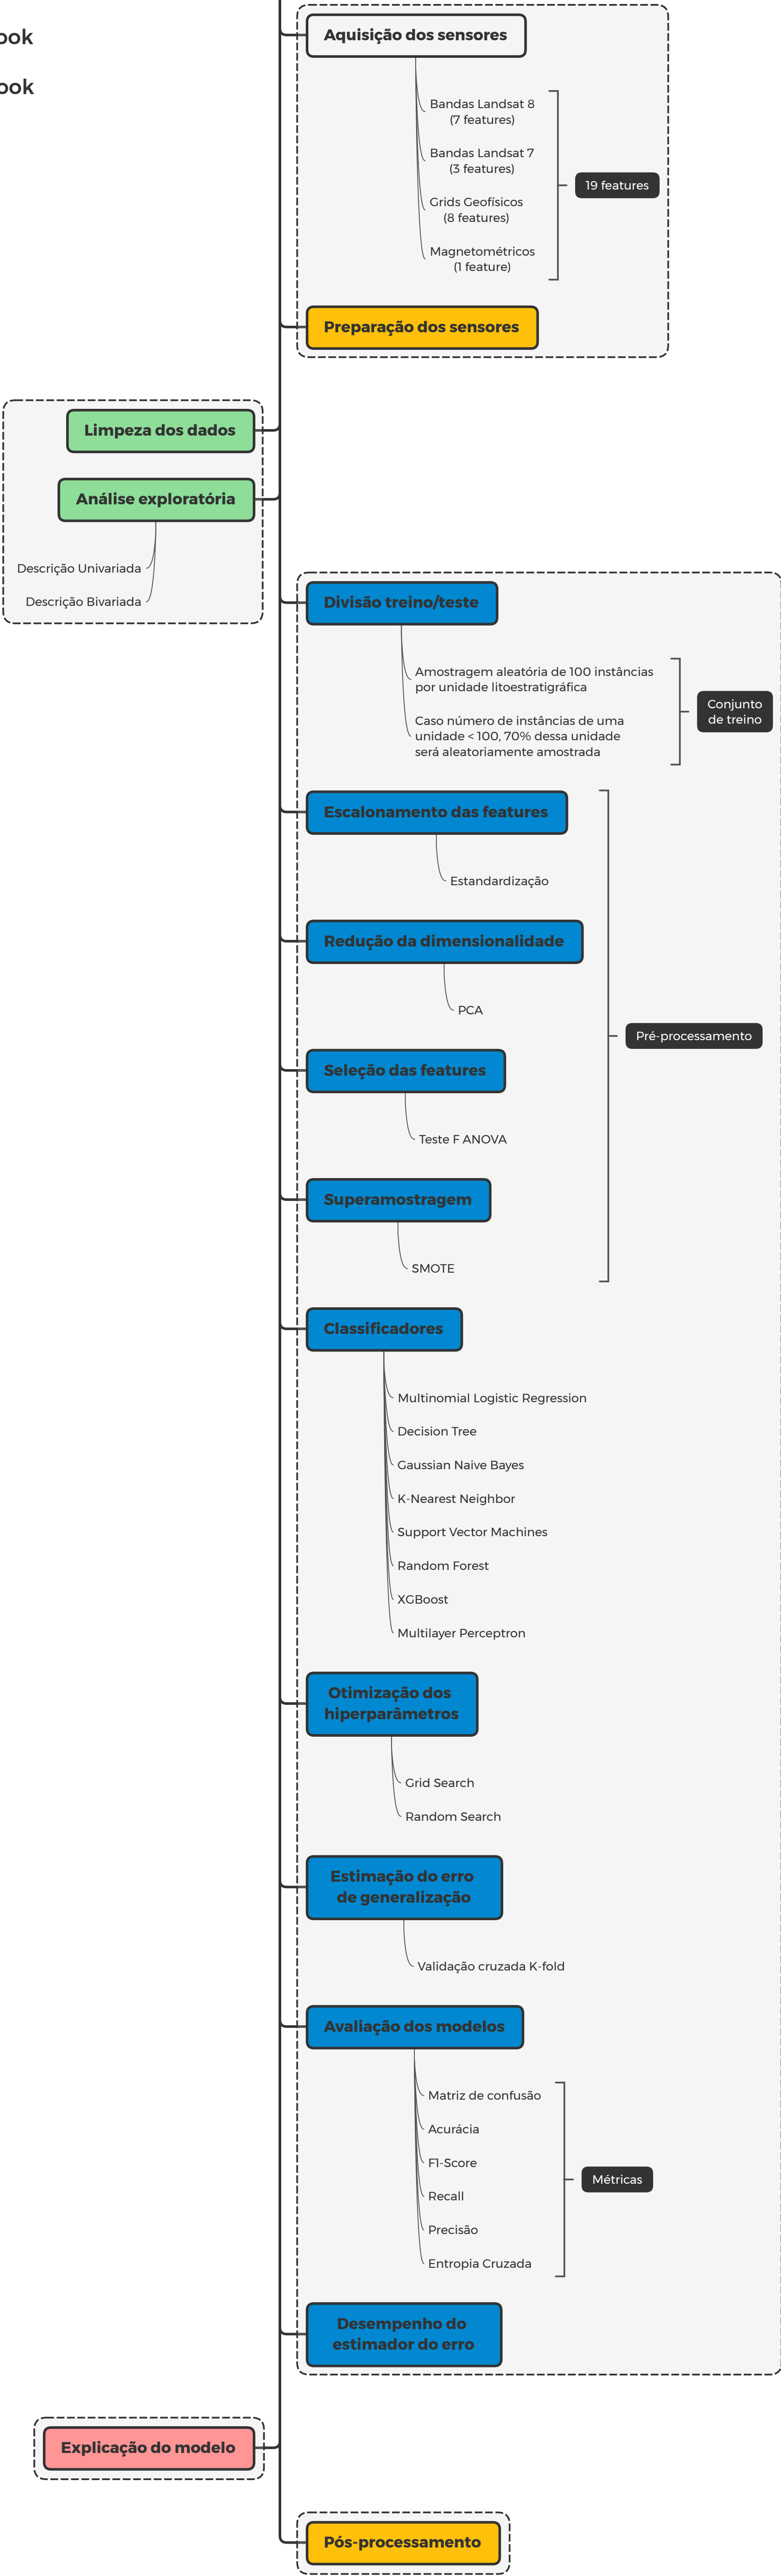 ook
ook
Aquisição dos sensores
Bandas Landsat 8
(7 features)
Bandas Landsat 7
(3 features)
Grids Geofísicos
(8 features)
Magnetométricos
(1 feature)
19 features
Preparação dos sensores
Limpeza dos dados
Análise exploratória
Descrição Univariada
Descrição Bivariada
Divisão treino/teste
Amostragem aleatória de 100 instâncias
por unidade litoestratigráfica
Caso número de instâncias de uma
unidade < 100, 70% dessa unidade
será aleatoriamente amostrada
Conjunto
de treino
Escalonamento das features
Estandardização
Redução da dimensionalidade
PCA
Pré-processamento
Seleção das features
Teste F ANOVA
Superamostragem
SMOTE
Classificadores
Multinomial Logistic Regression
Decision Tree
Gaussian Naive Bayes
K-Nearest Neighbor
Support Vector Machines
Random Forest
XGBoost
Multilayer Perceptron
Otimização dos
hiperparâmetros
Grid Search
Random Search
Estimação do erro
de generalização
Validação cruzada K-fold
Avaliação dos modelos
Matriz de confusão
Acurácia
F1-Score
Recall
Precisão
Entropia Cruzada
Métricas
Desempenho do
estimador do erro
Explicação do modelo
Pós-processamento